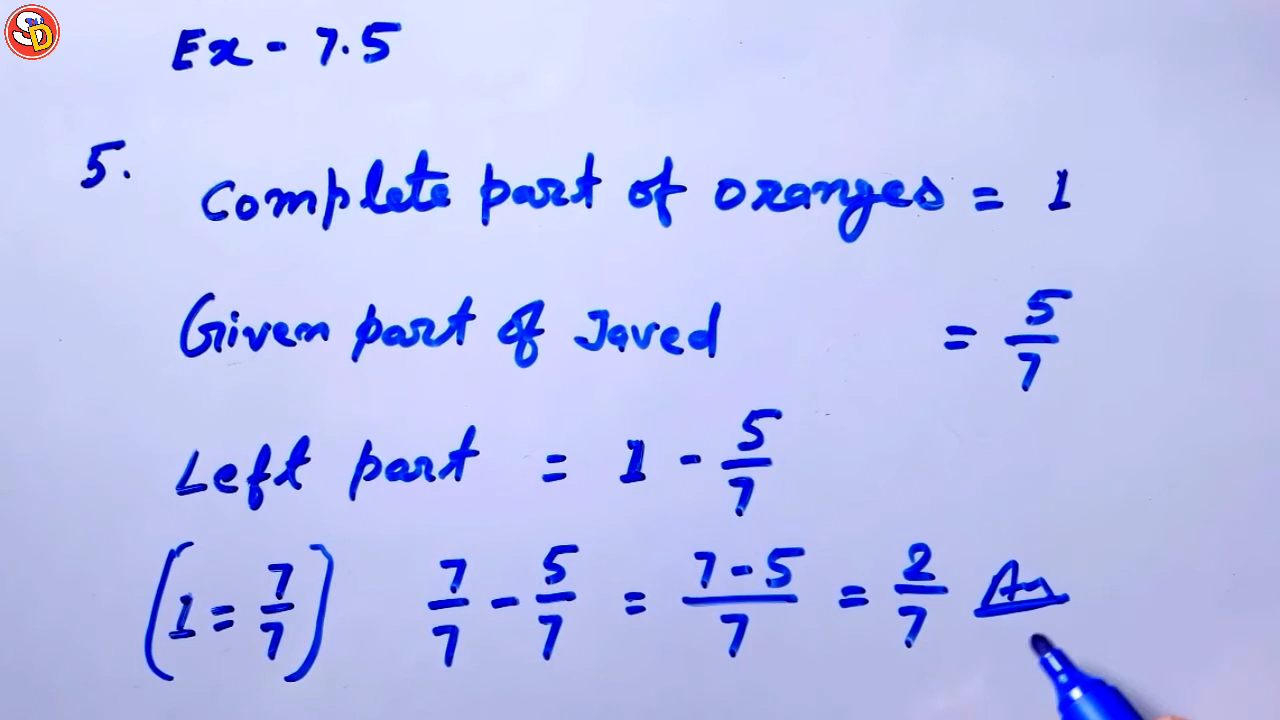 SD
Ex - 7.5
5. Complete part of oranges = 1
Given part of Javed = 5/7
Left part = 1 - 5/7
(1 = 7/7) 7/7 - 5/7 = 7-5/7 = 2/7 Ans